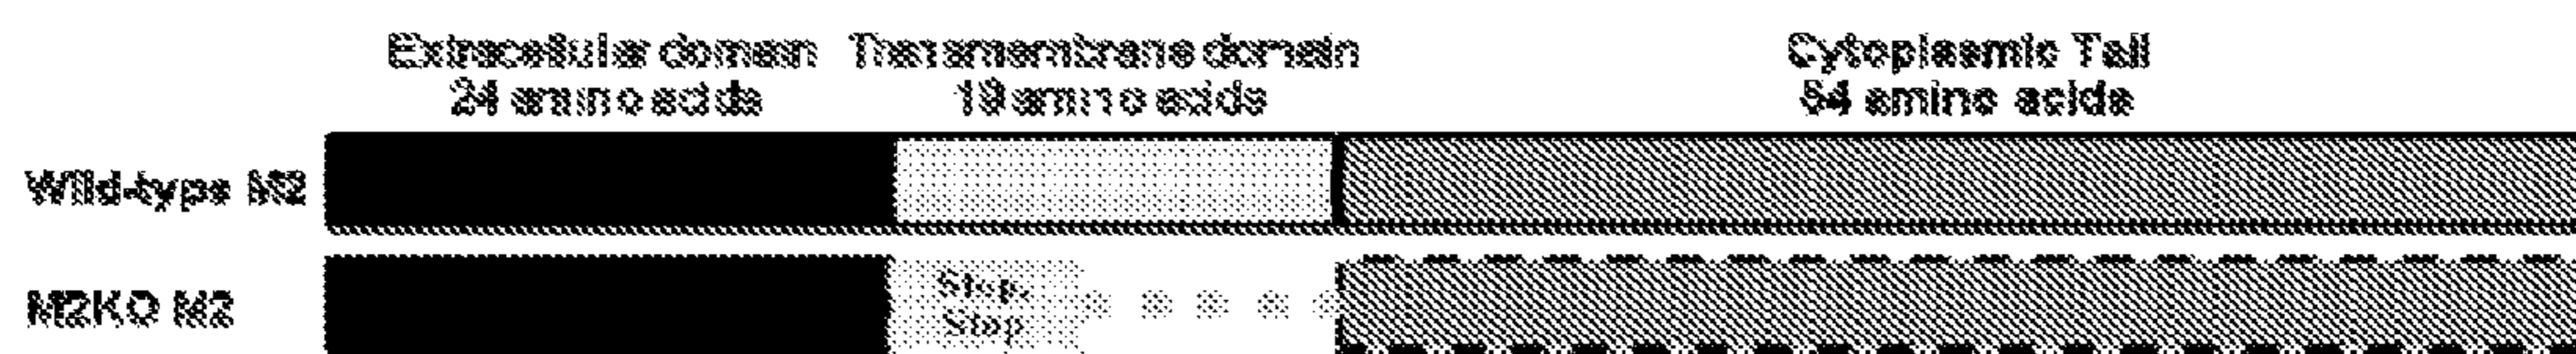 Extracellular domain Transmembrane domain Cytoplasmic Tail
24 amino acids 19 amino acids 54 amino acids
Wild-type M2
Stop,
Stop
M2KO M2